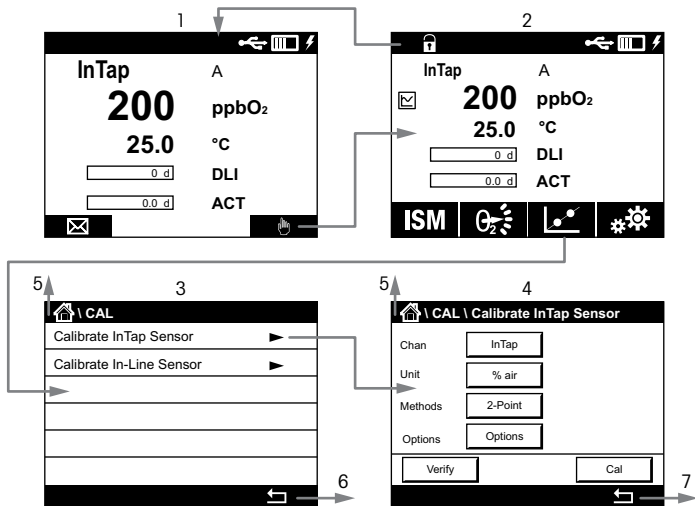 1
InTap A
200 ppbO₂
25.0 °C
0 d DLI
0.0 d ACT
2
InTap A
200 ppbO₂
25.0 °C
0 d DLI
0.0 d ACT
ISM O₂
5
3
\ CAL
Calibrate InTap Sensor
Calibrate In-Line Sensor
6
5
4
\ CAL \ Calibrate InTap Sensor
Chan InTap
Unit % air
Methods 2-Point
Options Options
Verify Cal
7